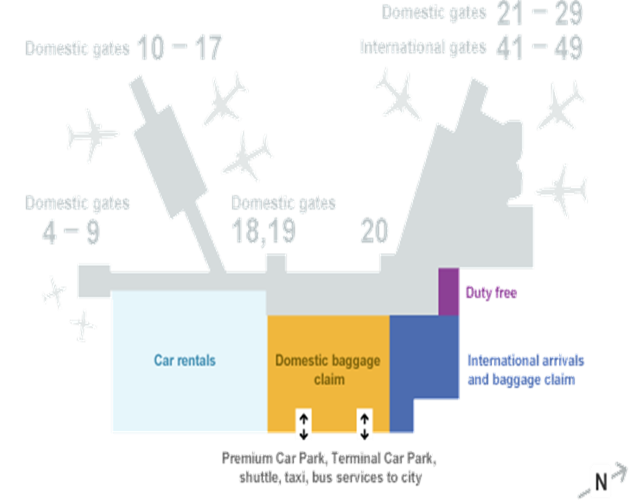 Domestic gates 21 – 29
Domestic gates 10 – 17
International gates 41 – 49
Domestic gates
4 – 9
Domestic gates
18,19
20
Duty free
Car rentals
Domestic baggage
claim
International arrivals
and baggage claim
Premium Car Park, Terminal Car Park,
shuttle, taxi, bus services to city
N